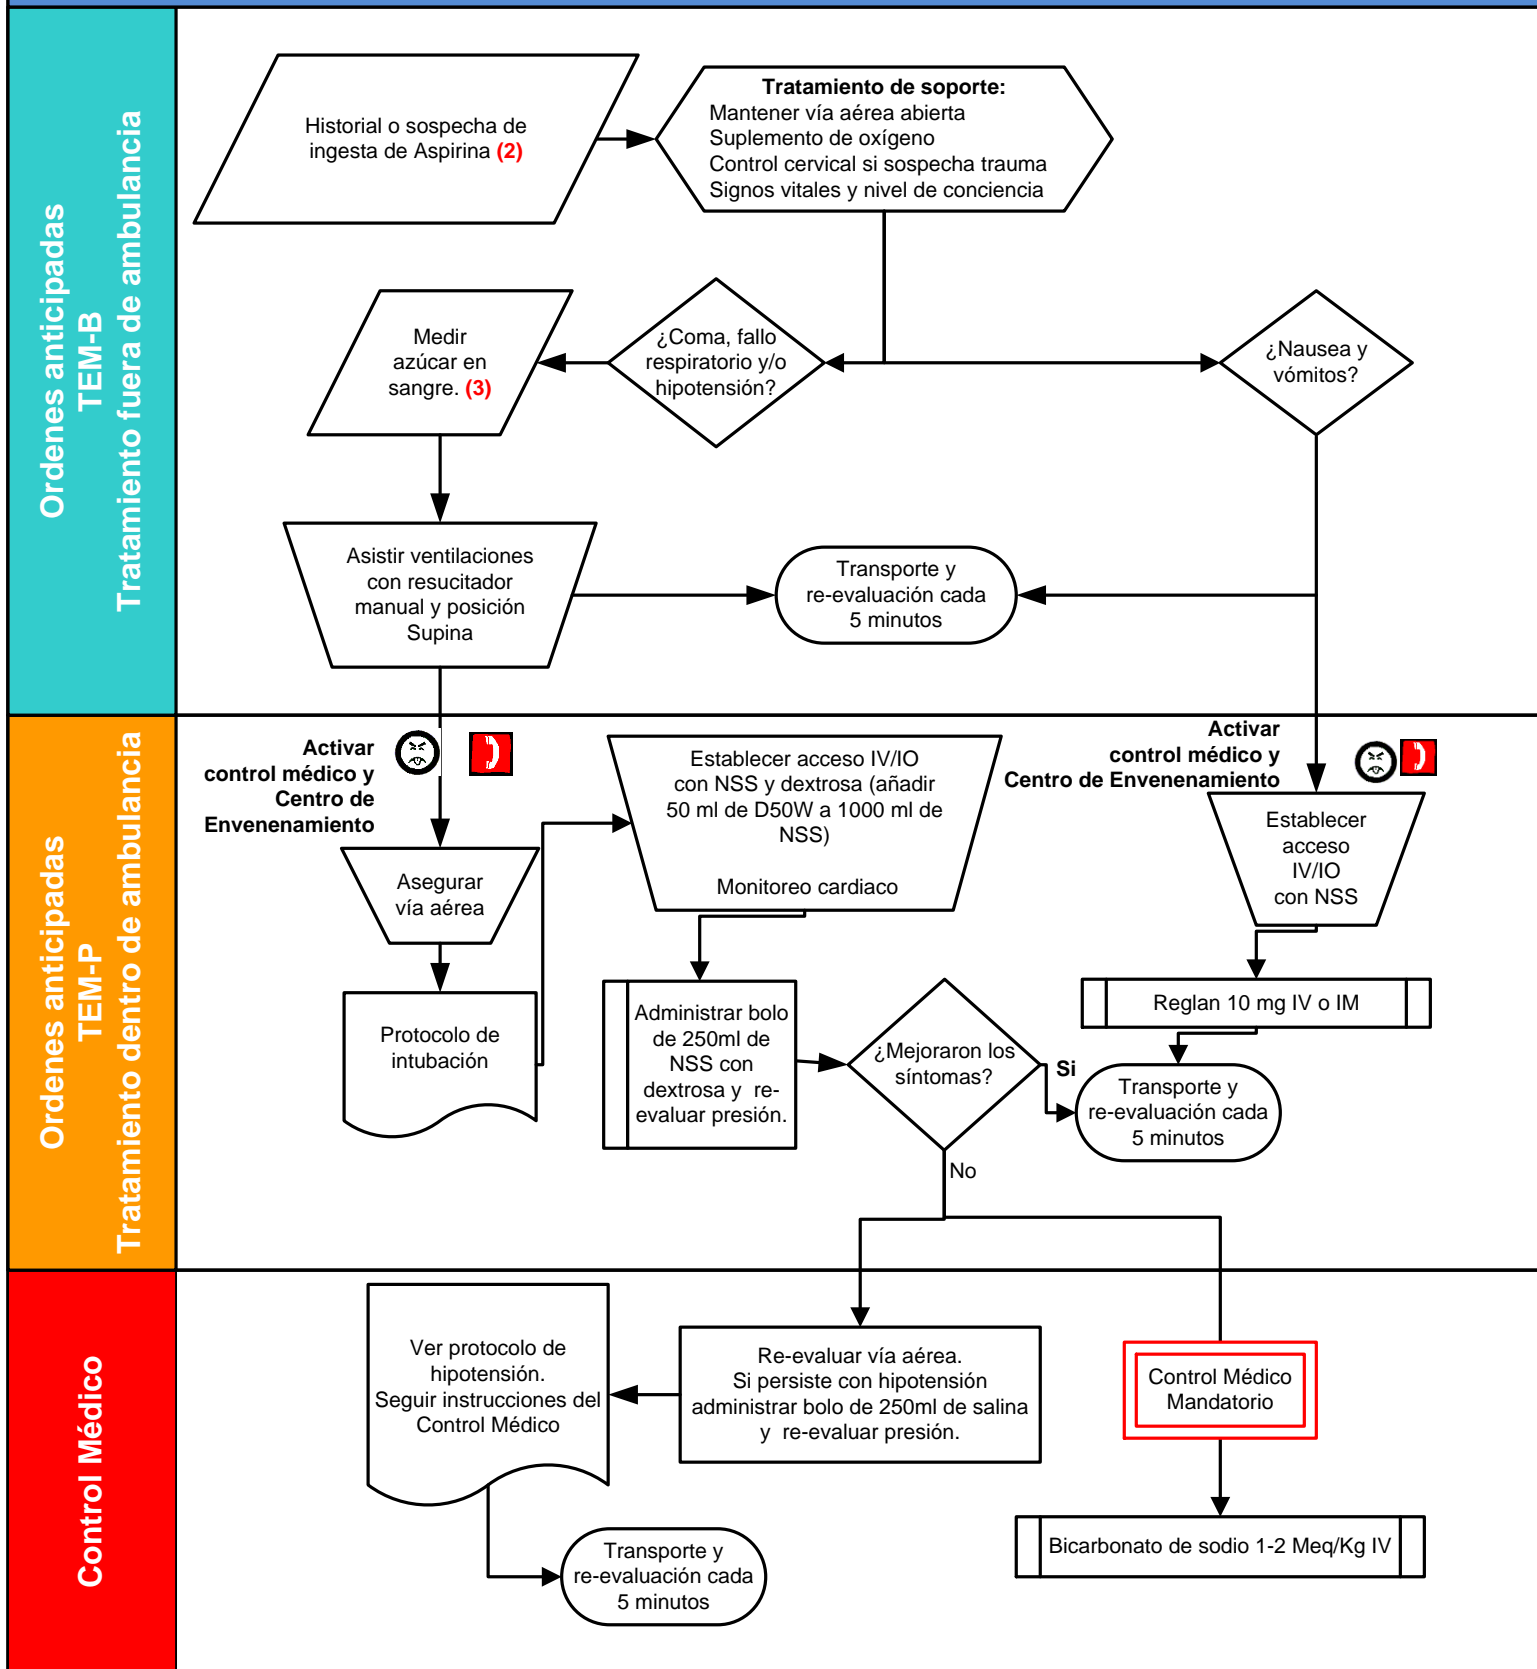 Ordenes anticipadas
TEM-B
Tratamiento fuera de ambulancia
Historial o sospecha de
ingesta de Aspirina (2)
Tratamiento de soporte:
Mantener vía aérea abierta
Suplemento de oxígeno
Control cervical si sospecha trauma
Signos vitales y nivel de conciencia
Medir
azúcar en
sangre. (3)
¿Coma, fallo
respiratorio y/o
hipotensión?
¿Nausea y
vómitos?
Asistir ventilaciones
con resucitador
manual y posición
Supina
Transporte y
re-evaluación cada
5 minutos
Ordenes anticipadas
TEM-P
Tratamiento dentro de ambulancia
Activar
control médico y
Centro de
Envenenamiento
Establecer acceso IV/IO
con NSS y dextrosa (añadir
50 ml de D50W a 1000 ml de
NSS)
Monitoreo cardiaco
Activar
control médico y
Centro de Envenenamiento
Establecer
acceso
IV/IO
con NSS
Asegurar
vía aérea
Protocolo de
intubación
Administrar bolo
de 250ml de
NSS con
dextrosa y  re-
evaluar presión.
¿Mejoraron los
síntomas?
Si
No
Reglan 10 mg IV o IM
Transporte y
re-evaluación cada
5 minutos
Control Médico
Ver protocolo de
hipotensión.
Seguir instrucciones del
Control Médico
Re-evaluar vía aérea.
Si persiste con hipotensión
administrar bolo de 250ml de salina
y  re-evaluar presión.
Control Médico
Mandatorio
Bicarbonato de sodio 1-2 Meq/Kg IV
Transporte y
re-evaluación cada
5 minutos